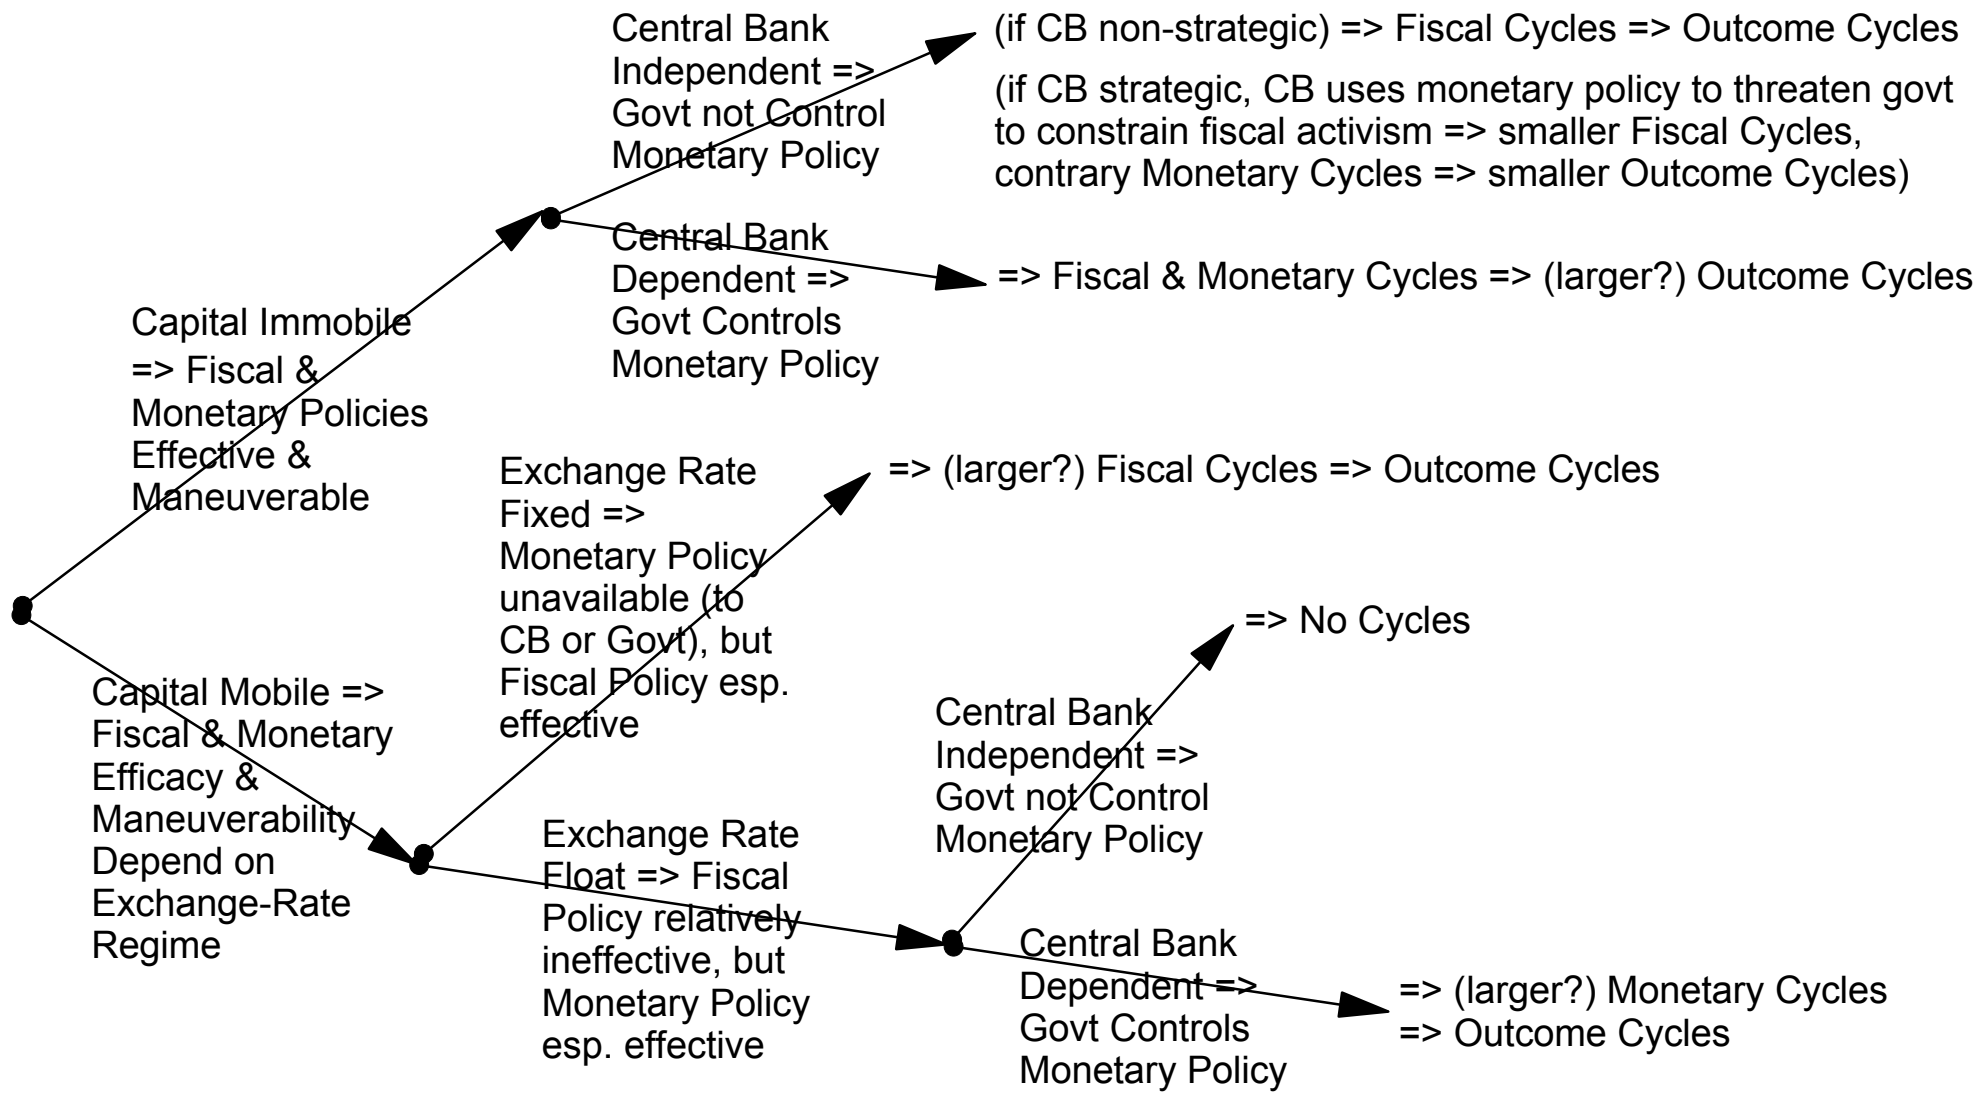 Central Bank
Independent =>
Govt not Control
Monetary Policy
(if CB non-strategic) => Fiscal Cycles => Outcome Cycles
(if CB strategic, CB uses monetary policy to threaten govt
to constrain fiscal activism => smaller Fiscal Cycles,
contrary Monetary Cycles => smaller Outcome Cycles)
Central Bank
Dependent =>
Govt Controls
Monetary Policy
=> Fiscal & Monetary Cycles => (larger?) Outcome Cycles
Capital Immobile
=> Fiscal &
Monetary Policies
Effective &
Maneuverable
Exchange Rate
Fixed =>
Monetary Policy
unavailable (to
CB or Govt), but
Fiscal Policy esp.
effective
=> (larger?) Fiscal Cycles => Outcome Cycles
=> No Cycles
Capital Mobile =>
Fiscal & Monetary
Efficacy &
Maneuverability
Depend on
Exchange-Rate
Regime
Central Bank
Independent =>
Govt not Control
Monetary Policy
Exchange Rate
Float => Fiscal
Policy relatively
ineffective, but
Monetary Policy
esp. effective
Central Bank
Dependent =>
Govt Controls
Monetary Policy
=> (larger?) Monetary Cycles
=> Outcome Cycles